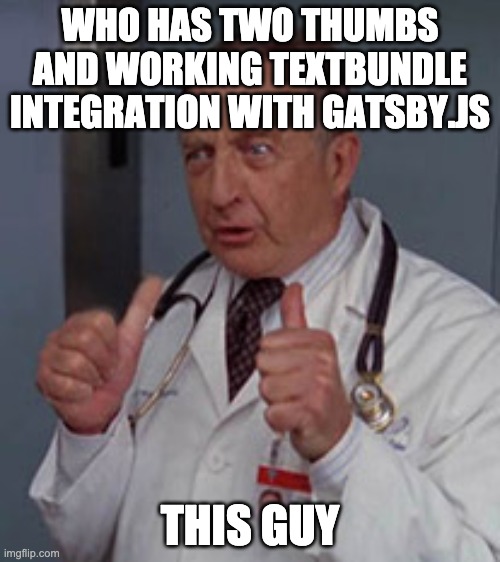 WHO HAS TWO THUMBS
AND WORKING TEXTBUNDLE
INTEGRATION WITH GATSBY.JS
THIS GUY
imgflip.com